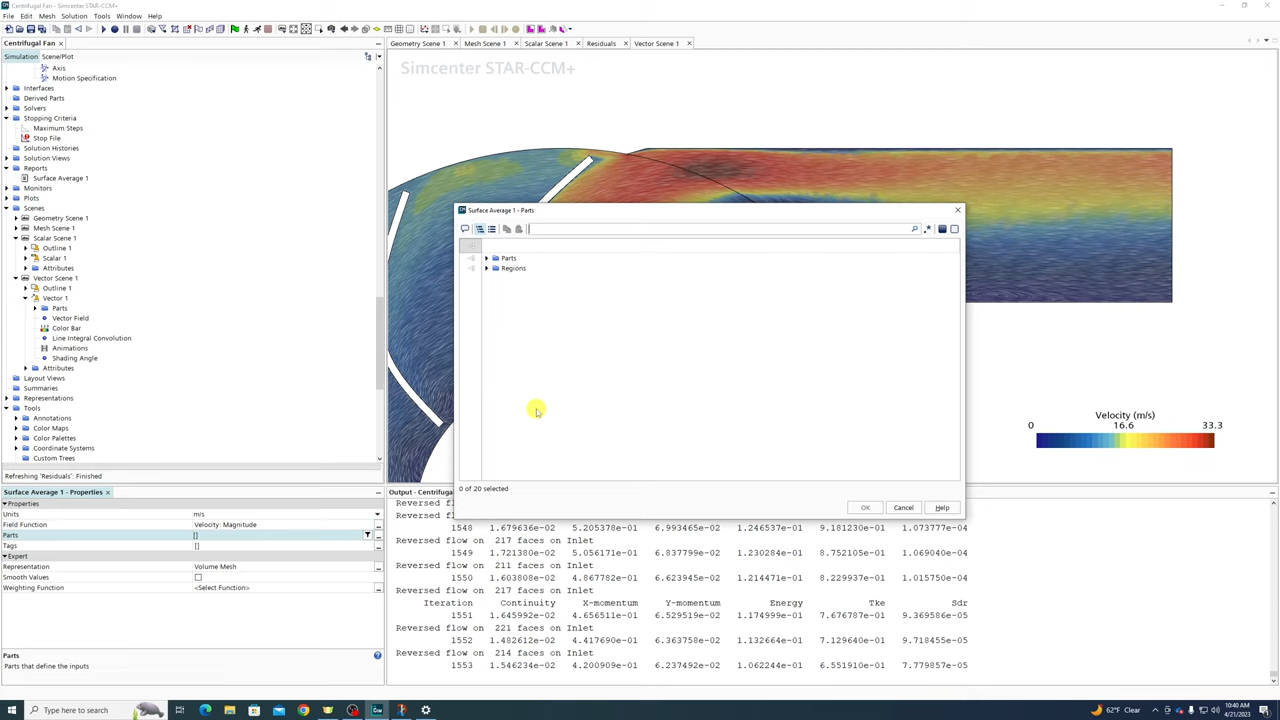 Centrifugal Fan
File Edit Mesh Solution Tools Window Help
Centrifugal Fan
Geometry Scene 1 Mesh Scene 1 Scalar Scene 1 Residuals Vector Scene 1
Simulation Scene/Plot
Axis
Motion Specification
Interfaces
Derived Parts
Solvers
Stopping Criteria
Maximum Steps
Stop File
Solution Histories
Solution Views
Reports
Surface Average 1
Monitors
Plots
Scenes
Geometry Scene 1
Mesh Scene 1
Scalar Scene 1
Outline 1
Scalar 1
Attributes
Vector Scene 1
Outline 1
Vector 1
Parts
Vector Field
Color Bar
Line Integral Convolution
Animations
Shading Angle
Attributes
Layout Views
Summaries
Representations
Tools
Annotations
Color Maps
Color Palettes
Coordinate Systems
Custom Trees
Refreshing 'Residuals': Finished
Simcenter STAR-CCM+
Surface Average 1 - Parts
Parts
Regions
0 of 20 selected
OK Cancel Help
Velocity (m/s)
0 16.6 33.3
Surface Average 1 - Properties
Properties
Units m/s
Field Function Velocity: Magnitude
Parts []
Tags []
Expert
Representation Volume Mesh
Smooth Values
Weighting Function <Select Function>
Parts
Parts that define the inputs
Output - Centrifuga
Reversed fl
1548 1.679636e-02 5.205378e-01 6.993465e-02 1.246537e-01 9.181230e-01 1.073777e-04
Reversed flow on 217 faces on Inlet
1549 1.721380e-02 5.056171e-01 6.837799e-02 1.230284e-01 8.752105e-01 1.069040e-04
Reversed flow on 211 faces on Inlet
1550 1.603808e-02 4.867782e-01 6.623945e-02 1.214471e-01 8.229937e-01 1.015750e-04
Reversed flow on 217 faces on Inlet
Iteration Continuity X-momentum Y-momentum Energy Tke Sdr
1551 1.645992e-02 4.656511e-01 6.529519e-02 1.174999e-01 7.676787e-01 9.369586e-05
Reversed flow on 221 faces on Inlet
1552 1.482612e-02 4.417690e-01 6.363758e-02 1.132664e-01 7.129640e-01 9.718455e-05
Reversed flow on 214 faces on Inlet
1553 1.546234e-02 4.200909e-01 6.237492e-02 1.062244e-01 6.551910e-01 7.779857e-05
Type here to search
62°F Clear
10:40 AM
4/21/2023